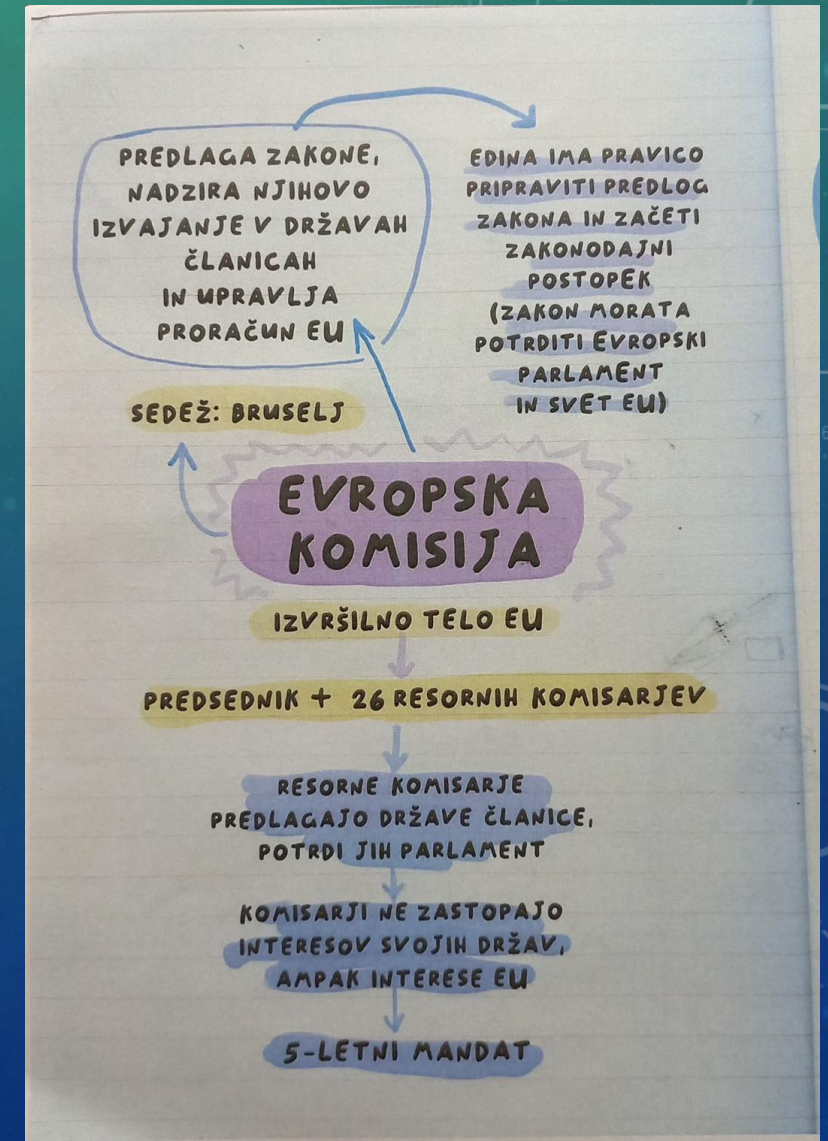 PREDLAGA ZAKONE,
NADZIRA NJIHOVO
IZVAJANJE V DRŽAVAH
ČLANICAH
IN UPRAVLJA
PRORAČUN EU
EDINA IMA PRAVICO
PRIPRAVITI PREDLOG
ZAKONA IN ZAČETI
ZAKONODAJNI
POSTOPEK
(ZAKON MORATA
POTRDITI EVROPSKI
PARLAMENT
IN SVET EU)
SEDEŽ: BRUSELJ
EVROPSKA
KOMISIJA
IZVRŠILNO TELO EU
PREDSEDNIK + 26 RESORNIH KOMISARJEV
RESORNE KOMISARJE
PREDLAGAJO DRŽAVE ČLANICE,
POTRDI JIH PARLAMENT
KOMISARJI NE ZASTOPAJO
INTERESOV SVOJIH DRŽAV,
AMPAK INTERESE EU
5-LETNI MANDAT